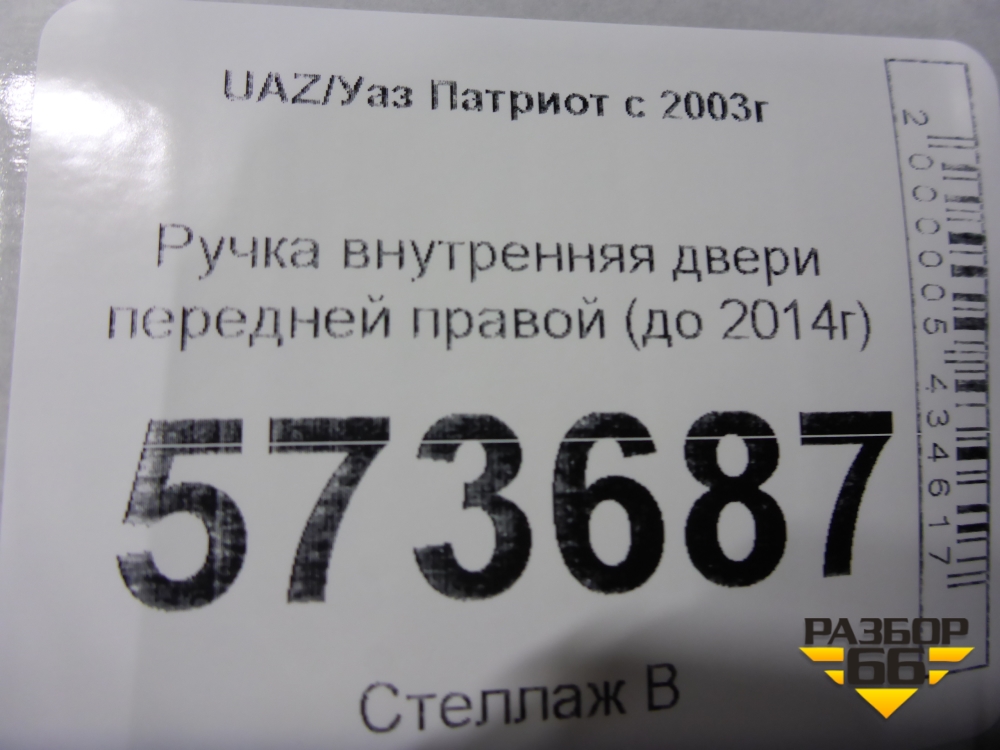 UAZ/Уаз Патриот с 2003г
Ручка внутренняя двери
передней правой (до 2014г)
573687
Стеллаж В
2000005434617
РАЗБОР
66